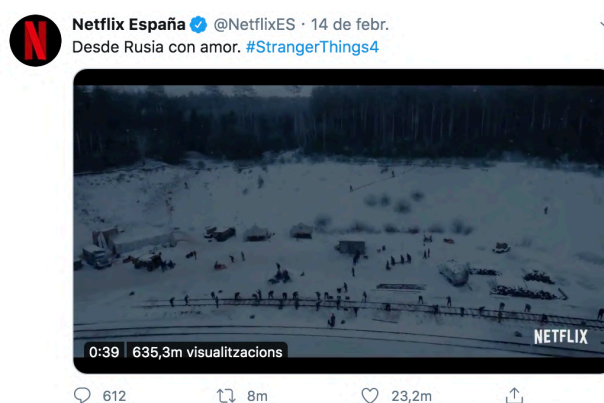 Netflix España @NetflixES · 14 de febr.
Desde Rusia con amor. #StrangerThings4
NETFLIX
0:39 635,3m visualitzacions
612 8m 23,2m